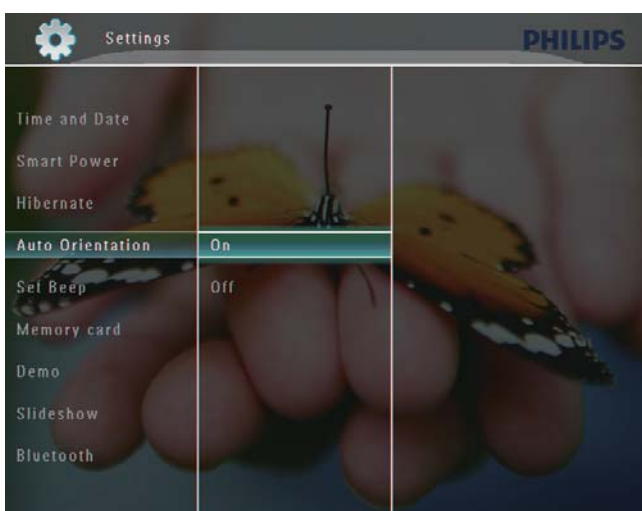 Settings
PHILIPS
Time and Date
Smart Power
Hibernate
Auto Orientation
On
Set Beep
Off
Memory card
Demo
Slideshow
Bluetooth